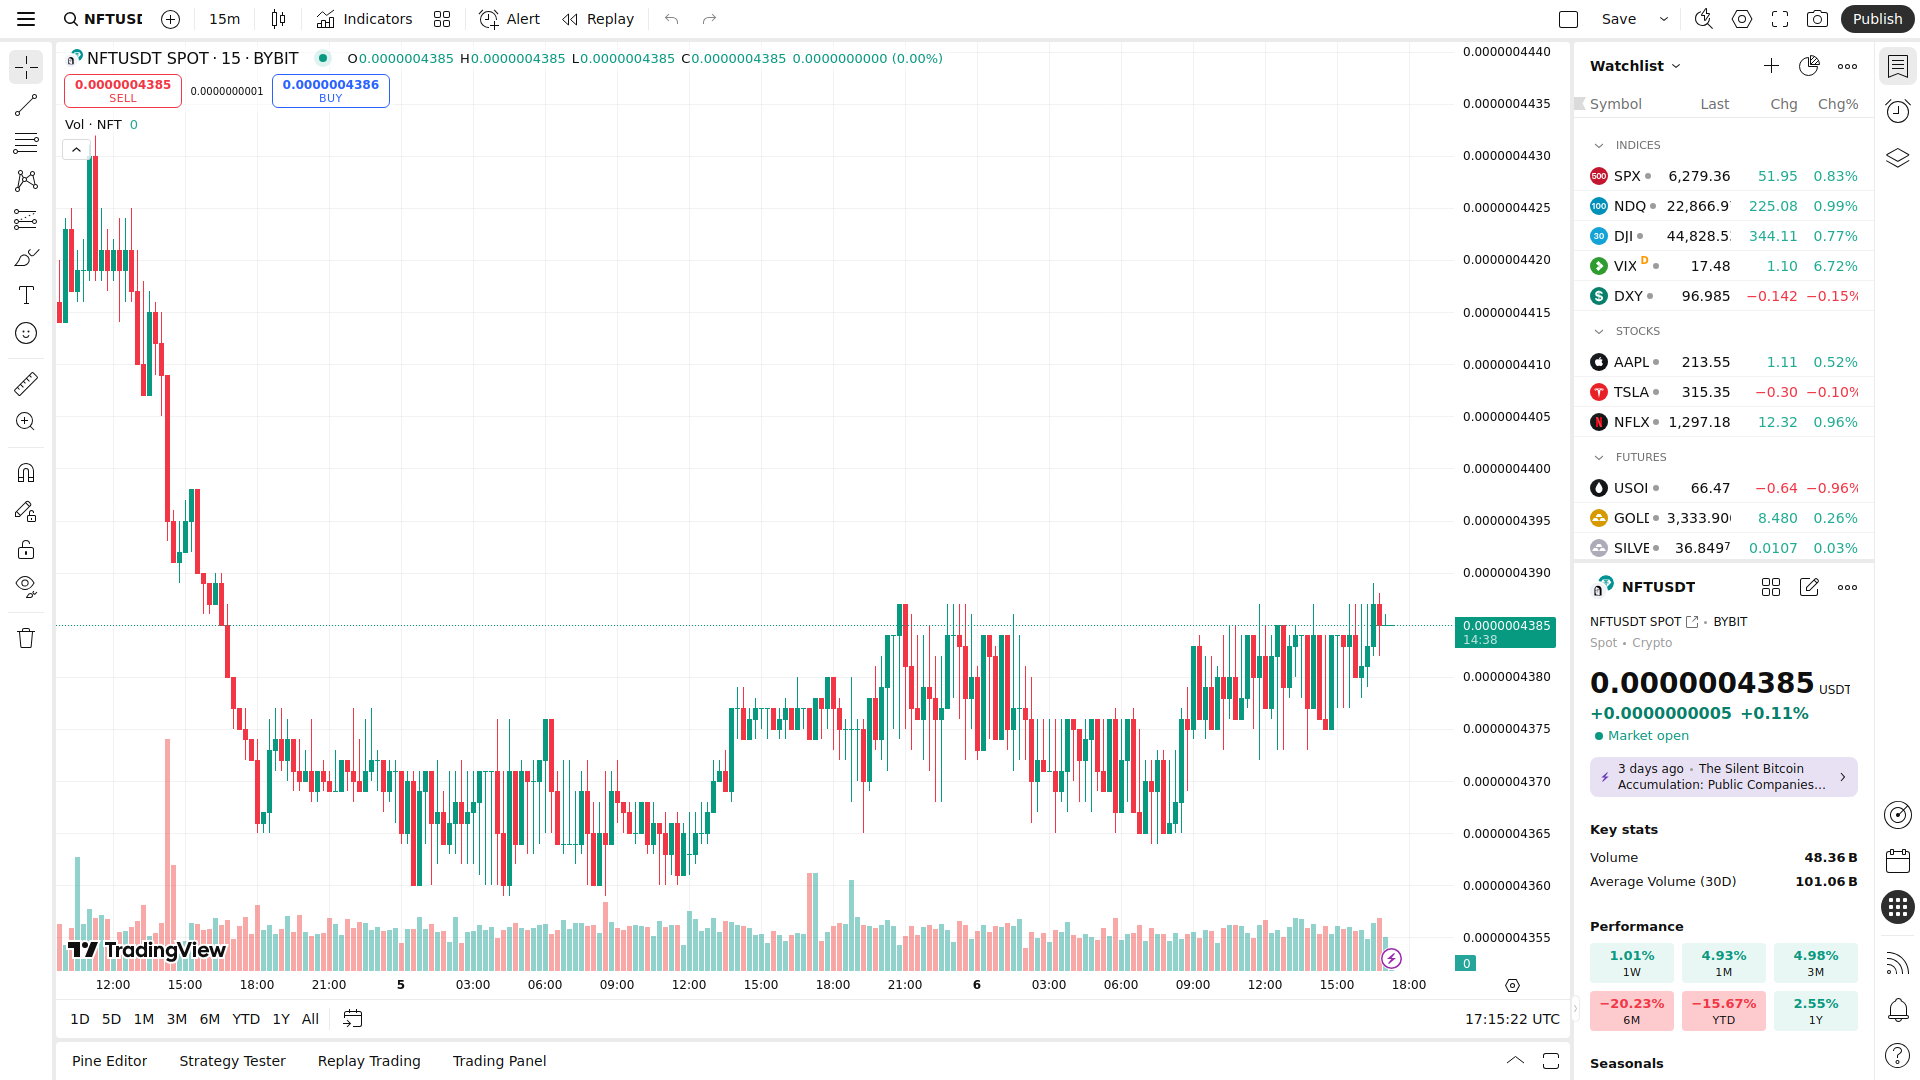 NFTUSD
15m
Indicators
Alert
Replay
Save
Publish
NFTUSDT SPOT · 15 · BYBIT
O0.0000004385 H0.0000004385 L0.0000004385 C0.0000004385 0.0000000000 (0.00%)
0.0000004385
SELL
0.0000000001
0.0000004386
BUY
Vol · NFT 0
0.0000004440
0.0000004435
0.0000004430
0.0000004425
0.0000004420
0.0000004415
0.0000004410
0.0000004405
0.0000004400
0.0000004395
0.0000004390
0.0000004385
14:38
0.0000004380
0.0000004375
0.0000004370
0.0000004365
0.0000004360
0.0000004355
0
TradingView
12:00 15:00 18:00 21:00 5 03:00 06:00 09:00 12:00 15:00 18:00 21:00 6 03:00 06:00 09:00 12:00 15:00 18:00
1D 5D 1M 3M 6M YTD 1Y All
17:15:22 UTC
Pine Editor Strategy Tester Replay Trading Trading Panel
Watchlist
Symbol Last Chg Chg%
INDICES
500 SPX 6,279.36 51.95 0.83%
100 NDQ 22,866.97 225.08 0.99%
30 DJI 44,828.5 344.11 0.77%
VIX D 17.48 1.10 6.72%
DXY 96.985 −0.142 −0.15%
STOCKS
AAPL 213.55 1.11 0.52%
TSLA 315.35 −0.30 −0.10%
NFLX 1,297.18 12.32 0.96%
FUTURES
USOI 66.47 −0.64 −0.96%
GOLD 3,333.900 8.480 0.26%
SILVE 36.8497 0.0107 0.03%
NFTUSDT
NFTUSDT SPOT • BYBIT
Spot • Crypto
0.0000004385 USDT
+0.0000000005 +0.11%
Market open
3 days ago • The Silent Bitcoin
Accumulation: Public Companies...
Key stats
Volume 48.36 B
Average Volume (30D) 101.06 B
Performance
1.01%
1W
4.93%
1M
4.98%
3M
−20.23%
6M
−15.67%
YTD
2.55%
1Y
Seasonals